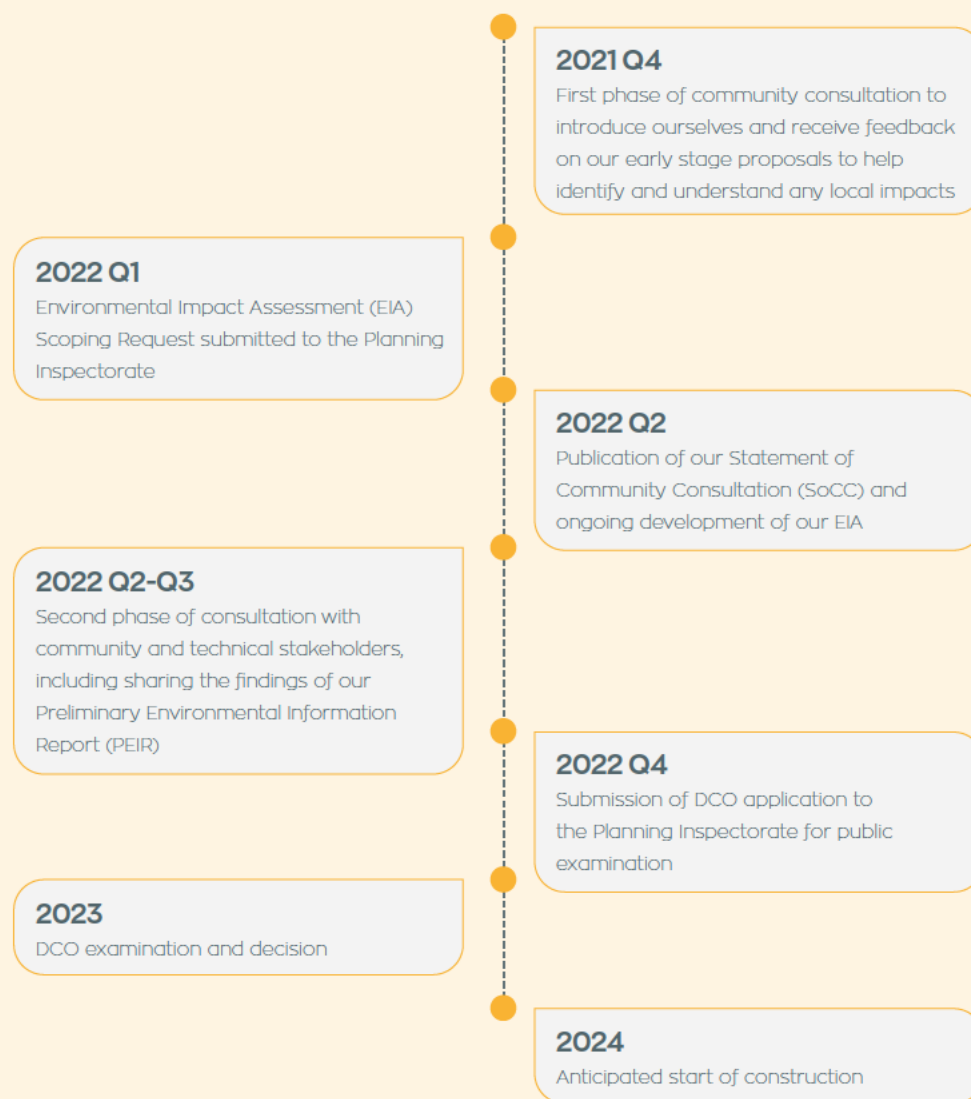 2021 Q4
First phase of community consultation to
introduce ourselves and receive feedback
on our early stage proposals to help
identify and understand any local impacts
2022 Q1
Environmental Impact Assessment (EIA)
Scoping Request submitted to the Planning
Inspectorate
2022 Q2
Publication of our Statement of
Community Consultation (SoCC) and
ongoing development of our EIA
2022 Q2-Q3
Second phase of consultation with
community and technical stakeholders,
including sharing the findings of our
Preliminary Environmental Information
Report (PEIR)
2022 Q4
Submission of DCO application to
the Planning Inspectorate for public
examination
2023
DCO examination and decision
2024
Anticipated start of construction